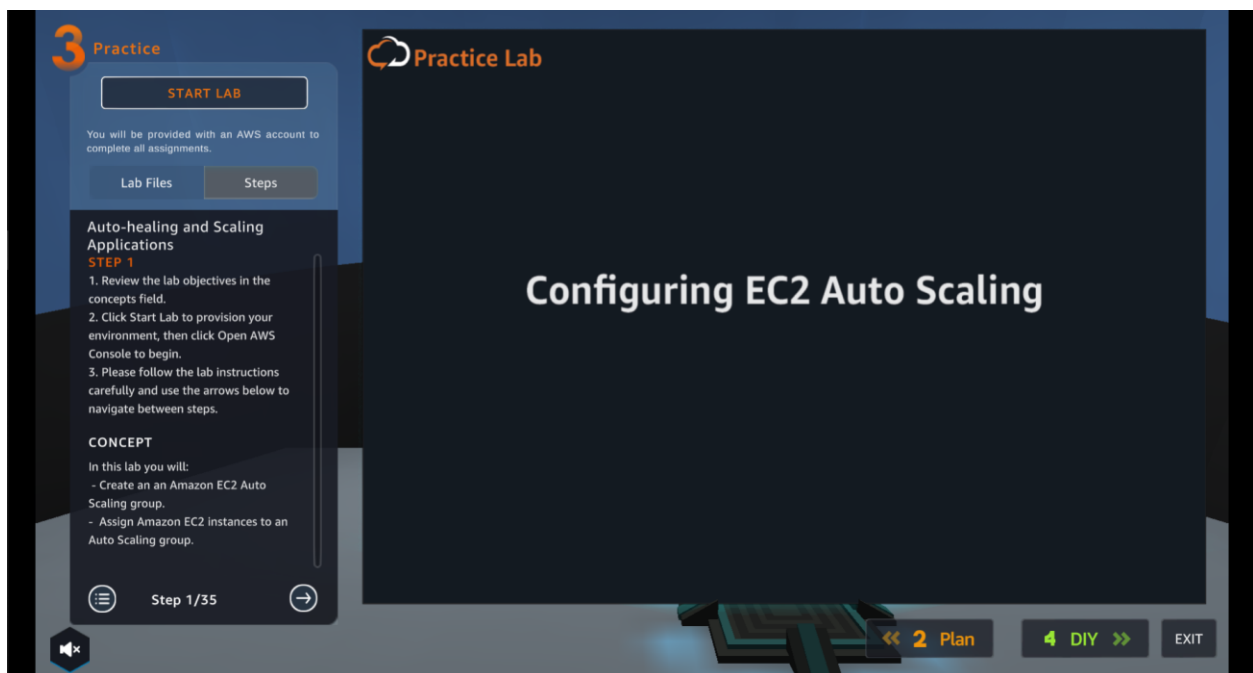 3 Practice
START LAB
You will be provided with an AWS account to
complete all assignments.
Lab Files
Steps
Auto-healing and Scaling
Applications
STEP 1
1. Review the lab objectives in the
concepts field.
2. Click Start Lab to provision your
environment, then click Open AWS
Console to begin.
3. Please follow the lab instructions
carefully and use the arrows below to
navigate between steps.
CONCEPT
In this lab you will:
- Create an an Amazon EC2 Auto
Scaling group.
- Assign Amazon EC2 instances to an
Auto Scaling group.
Step 1/35
Practice Lab
Configuring EC2 Auto Scaling
2 Plan
4 DIY
EXIT